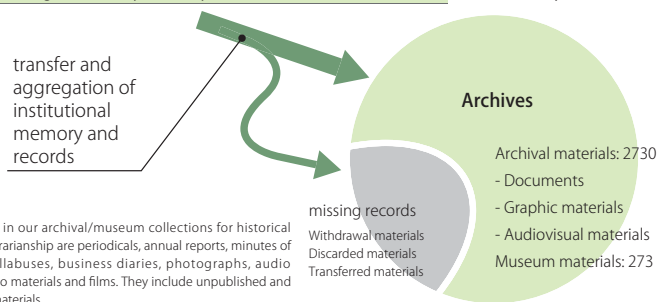 transfer and
aggregation of
institutional
memory and
records
Archives
Archival materials: 2730
- Documents
- Graphic materials
- Audiovisual materials
Museum materials: 273
missing records
Withdrawal materials
Discarded materials
Transferred materials
in our archival/museum collections for historical
are periodicals, annual reports, minutes of
business diaries, photographs, audio
materials and films. They include unpublished and